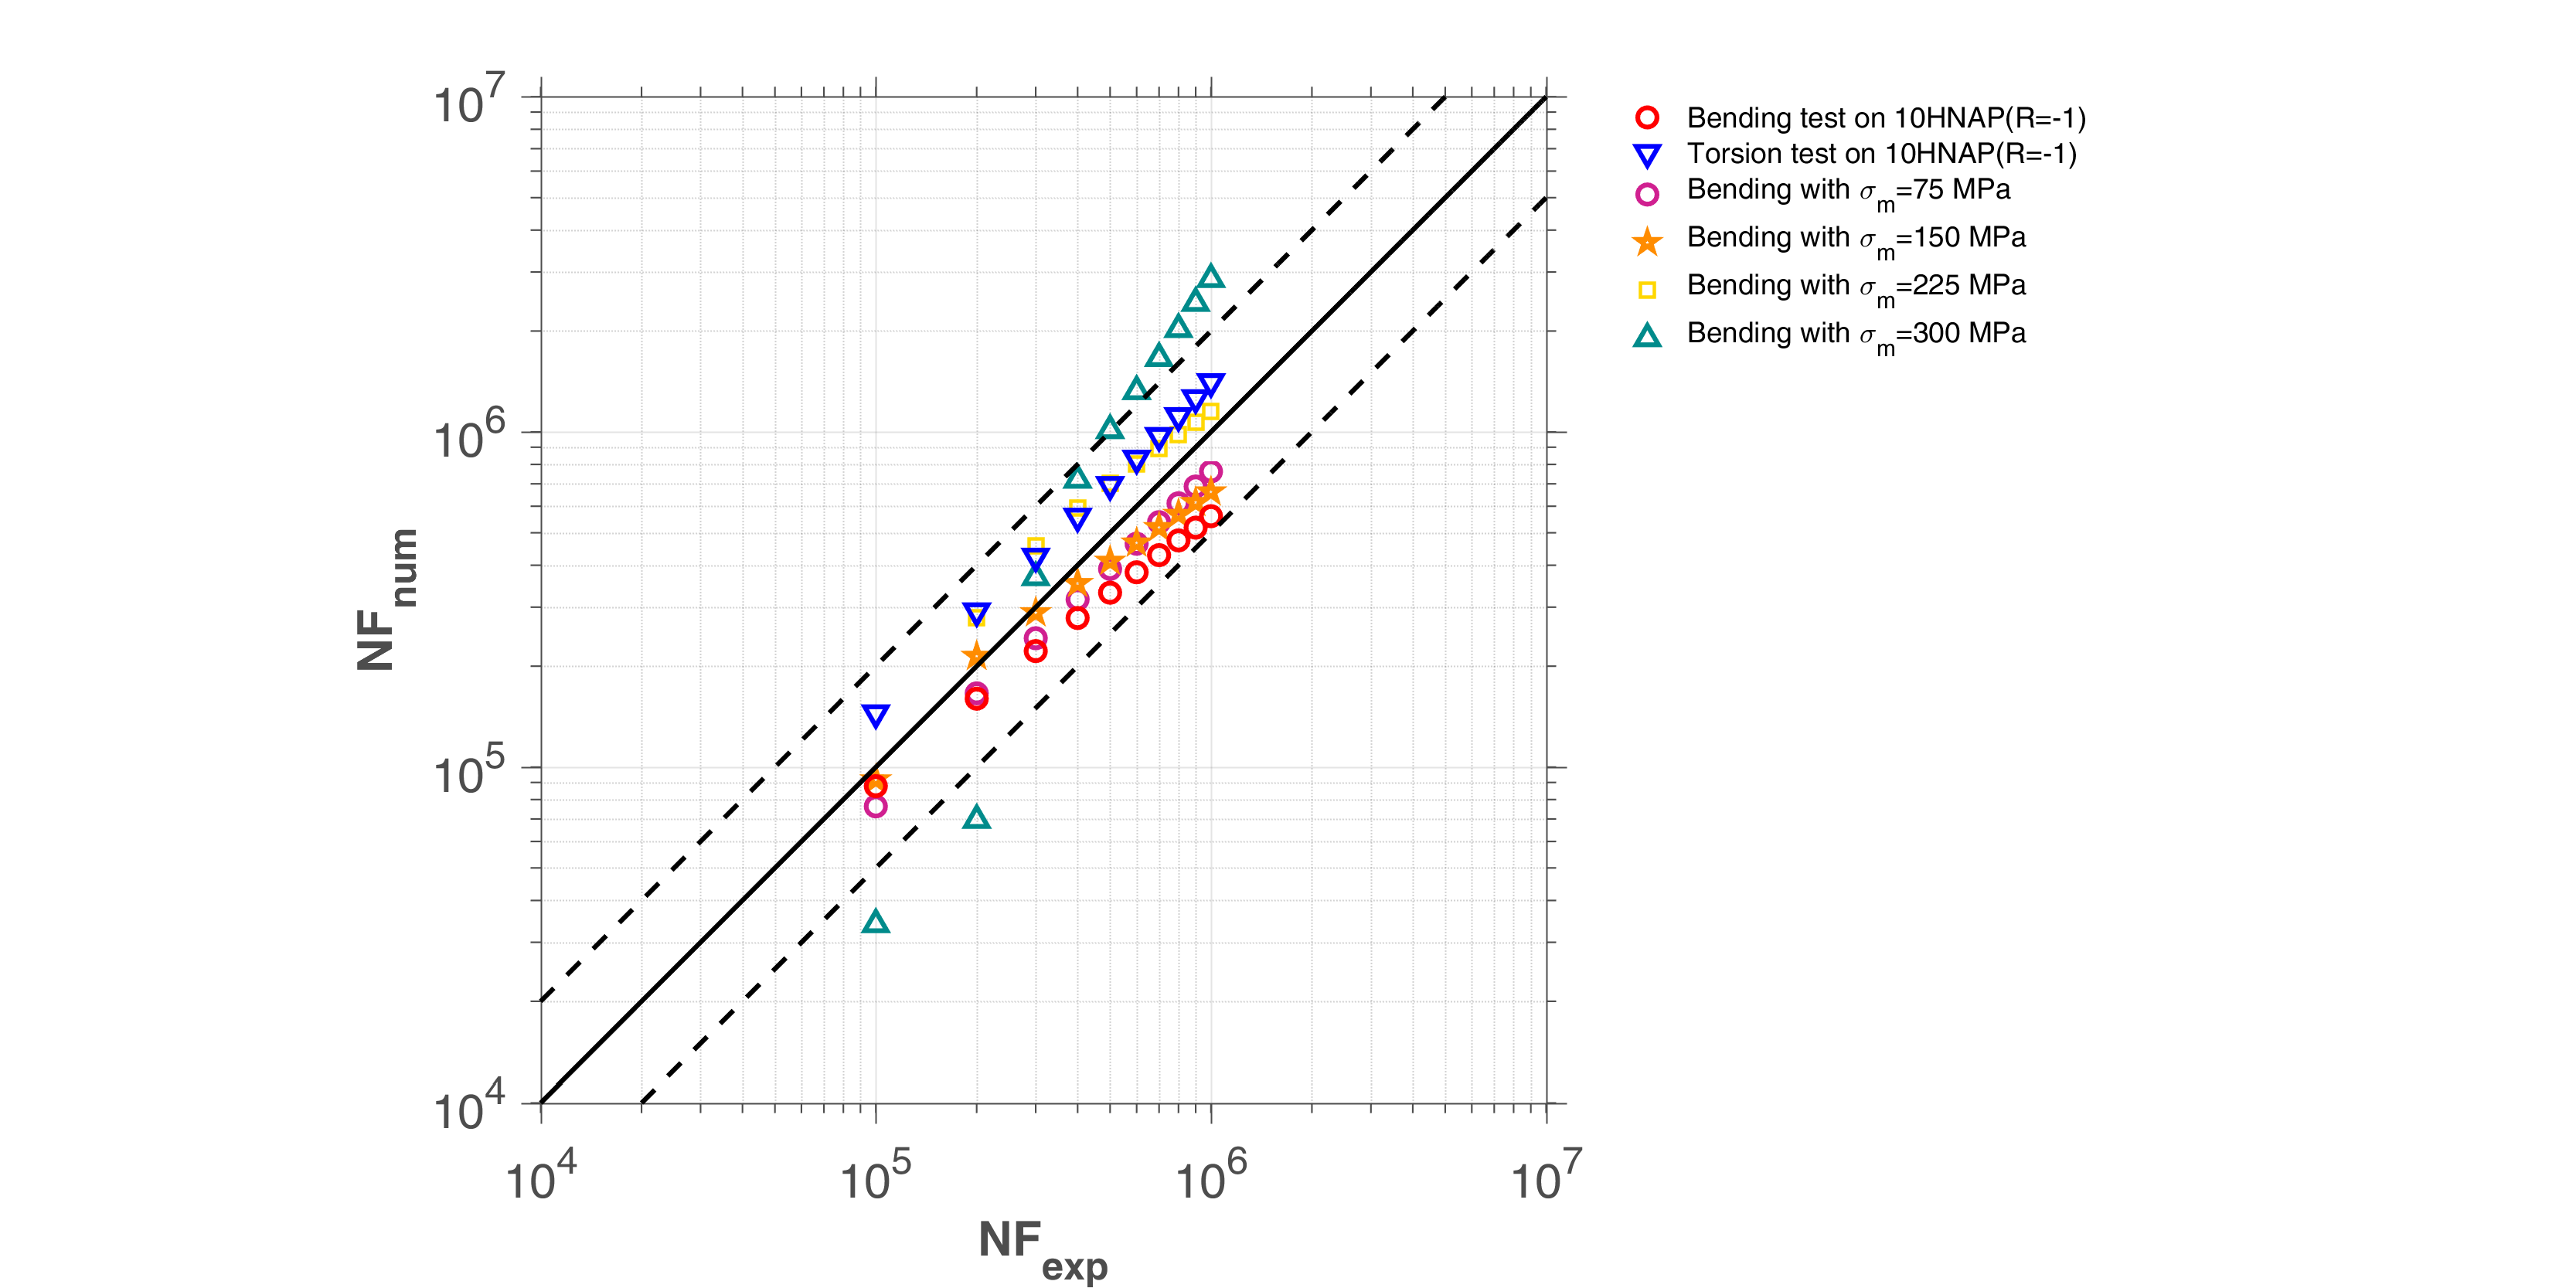 10^7
10^6
10^5
10^4
NF_num
10^4 10^5 10^6 10^7
NF_exp
Bending test on 10HNAP(R=-1)
Torsion test on 10HNAP(R=-1)
Bending with σ_m=75 MPa
Bending with σ_m=150 MPa
Bending with σ_m=225 MPa
Bending with σ_m=300 MPa